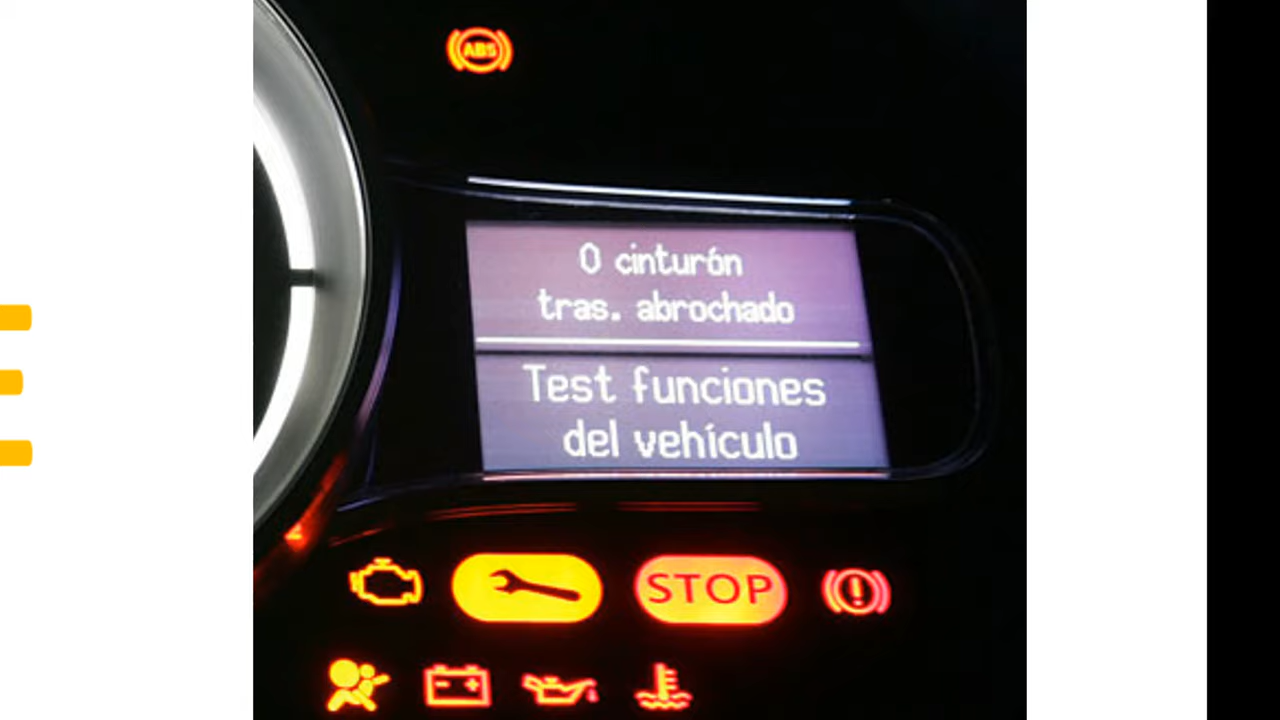 ABS
0 cinturón
tras. abrochado
Test funciones
del vehículo
STOP